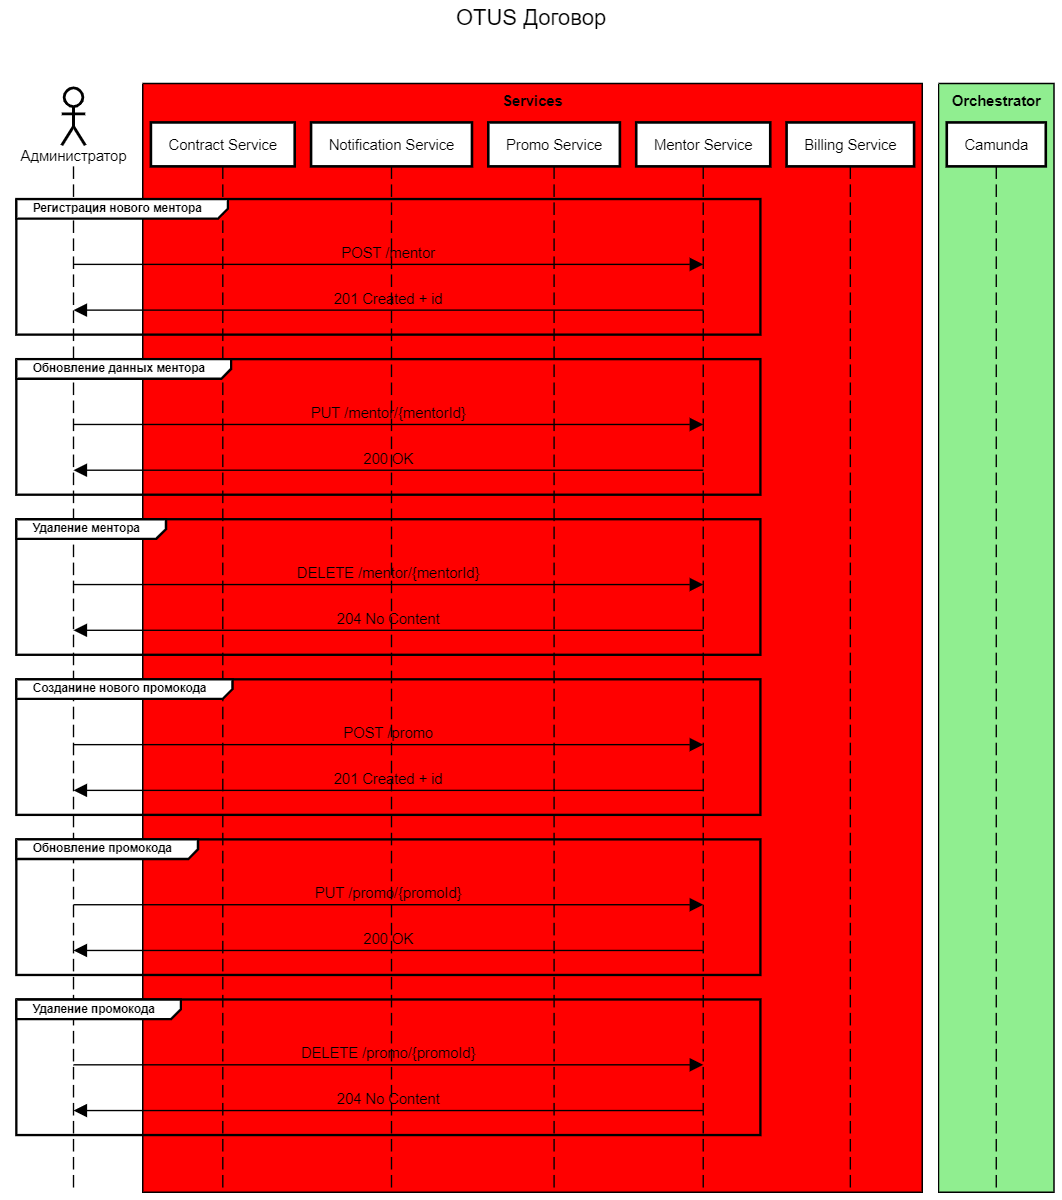 OTUS Договор
Services
Orchestrator
Администратор
Contract Service
Notification Service
Promo Service
Mentor Service
Billing Service
Camunda
Регистрация нового ментора
POST /mentor
201 Created + id
Обновление данных ментора
PUT /mentor/{mentorId}
200 OK
Удаление ментора
DELETE /mentor/{mentorId}
204 No Content
Созданине нового промокода
POST /promo
201 Created + id
Обновление промокода
PUT /promo/{promoId}
200 OK
Удаление промокода
DELETE /promo/{promoId}
204 No Content